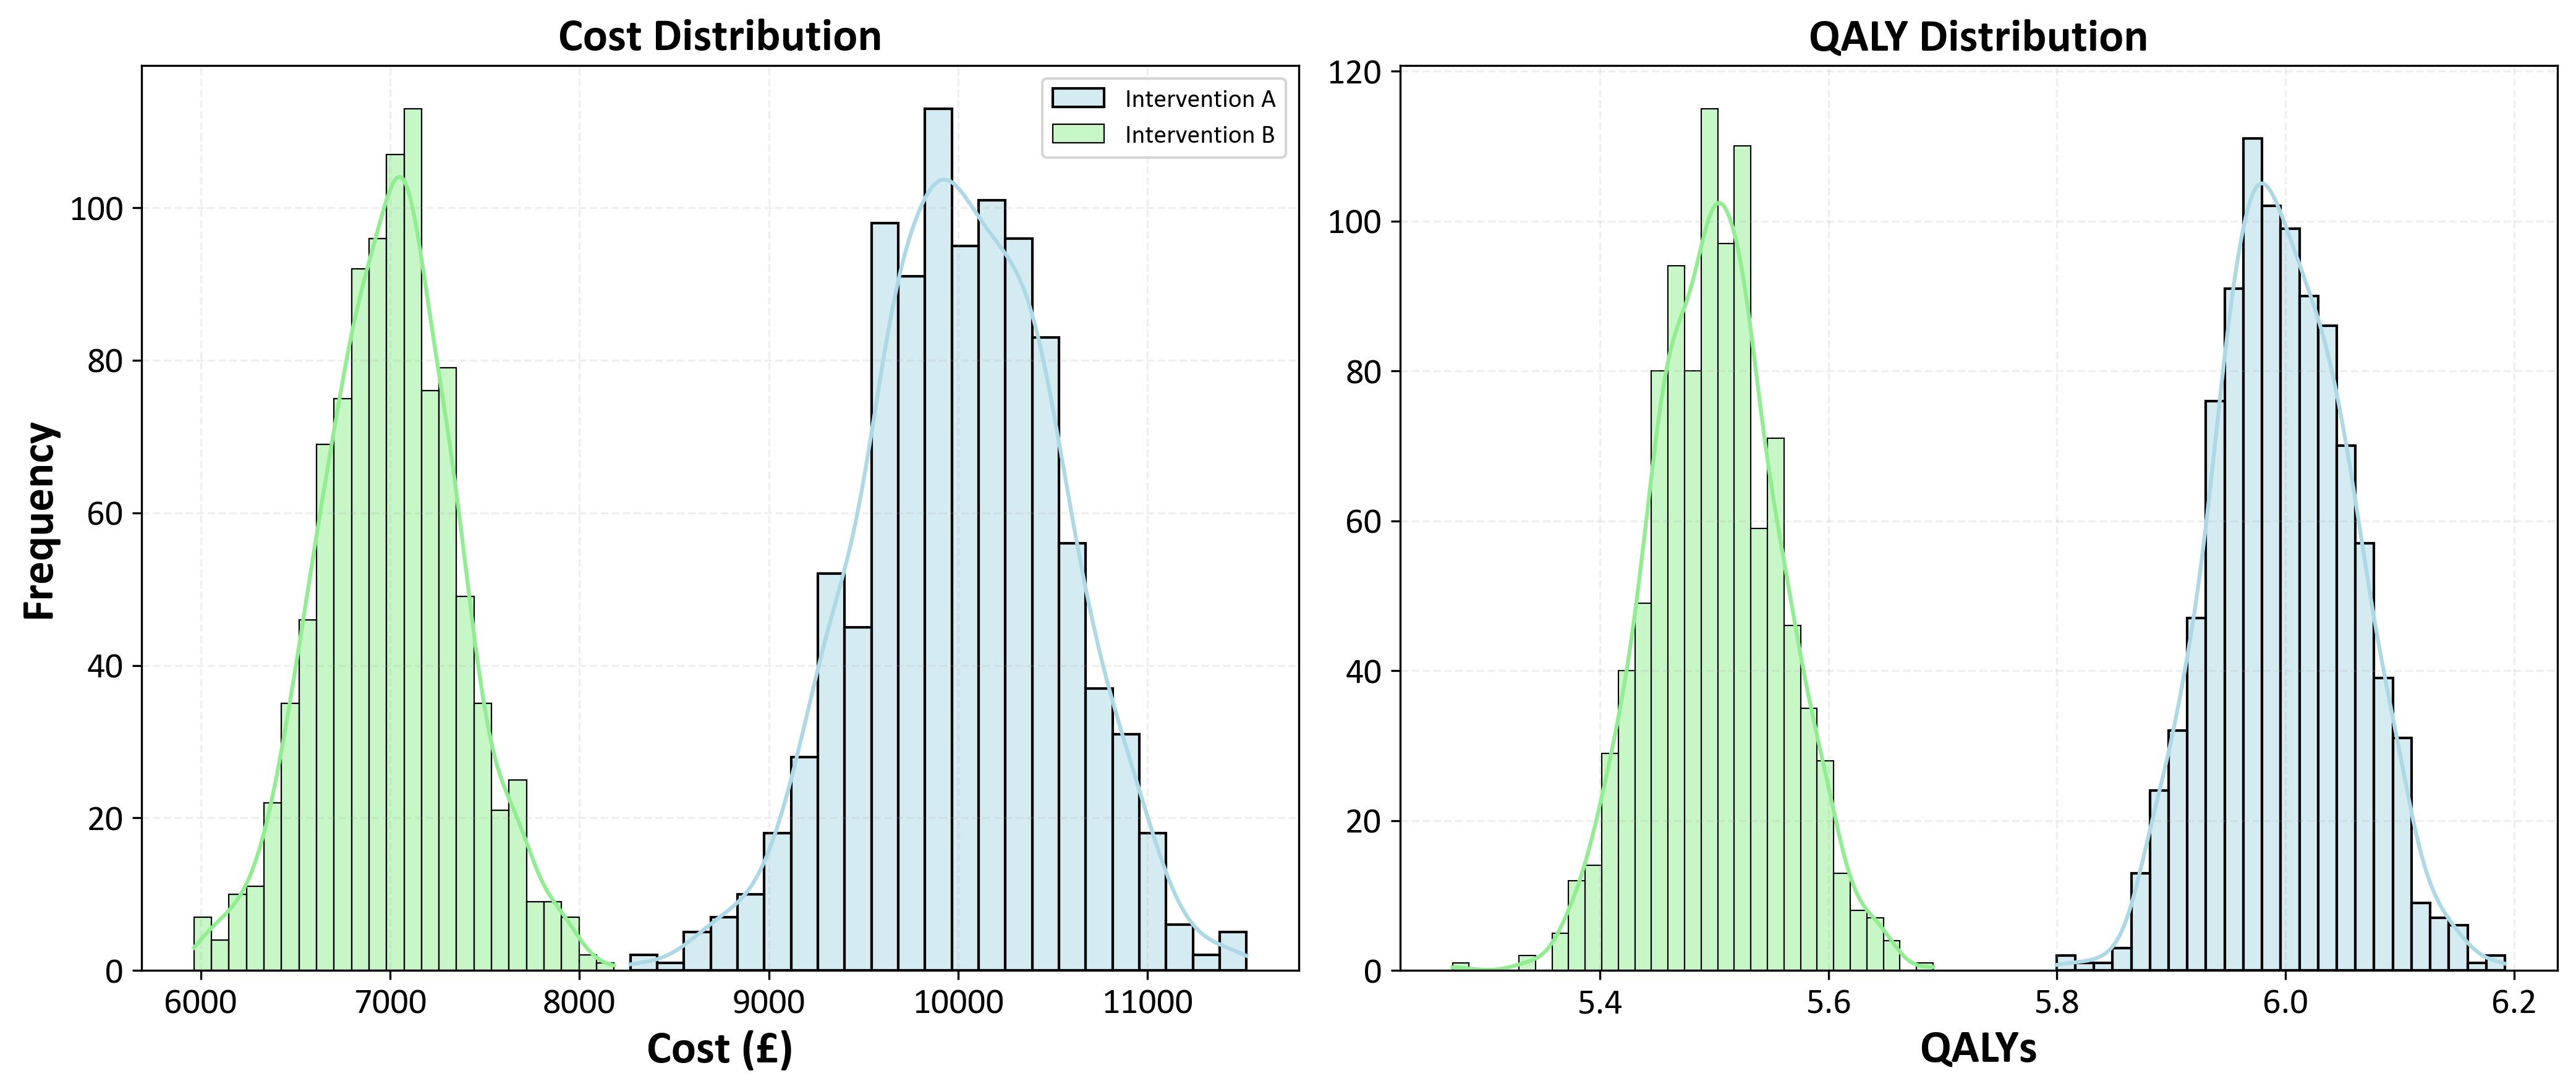 Cost Distribution
Intervention A
Intervention B
100
80
60
40
20
0
Frequency
6000 7000 8000 9000 10000 11000
Cost (£)
QALY Distribution
120
100
80
60
40
20
0
5.4 5.6 5.8 6.0 6.2
QALYs